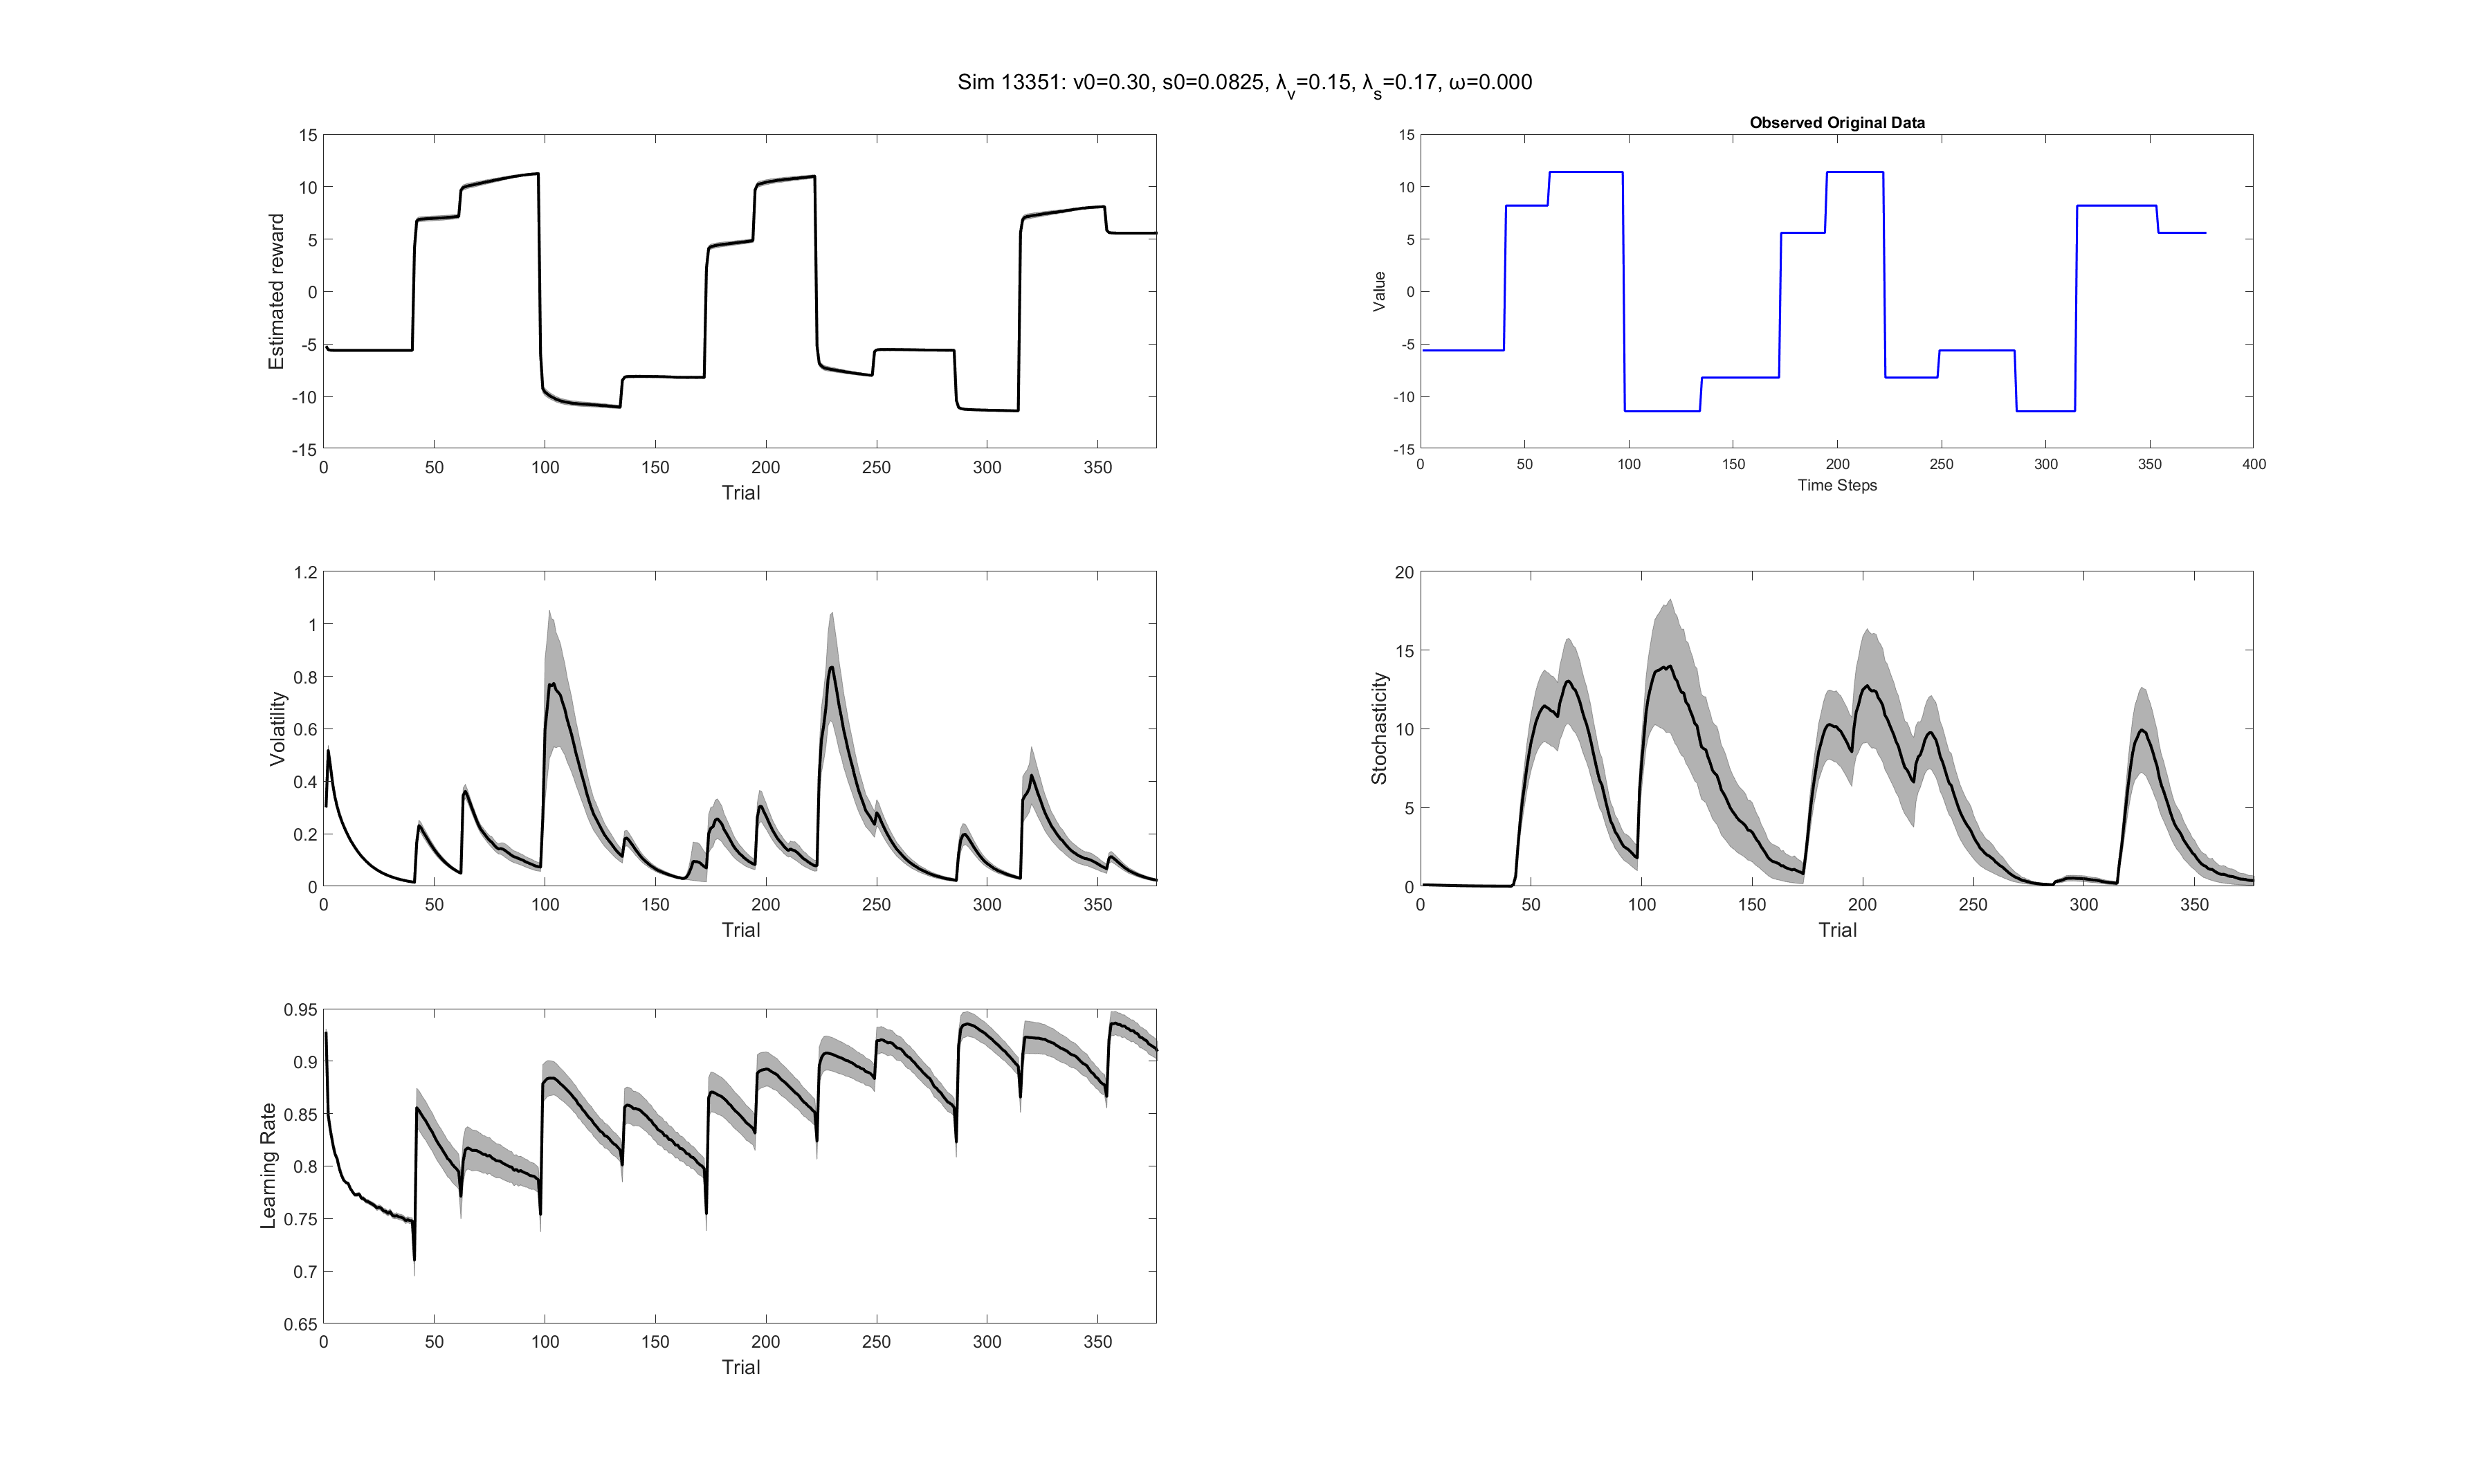 Sim 13351: v0=0.30, s0=0.0825, λv=0.15, λs=0.17, ω=0.000
15
10
5
0
-5
-10
-15
Estimated reward
0 50 100 150 200 250 300 350
Trial
Observed Original Data
15
10
5
0
-5
-10
-15
Value
0 50 100 150 200 250 300 350 400
Time Steps
1.2
1
0.8
0.6
0.4
0.2
0
Volatility
0 50 100 150 200 250 300 350
Trial
20
15
10
5
0
Stochasticity
0 50 100 150 200 250 300 350
Trial
0.95
0.9
0.85
0.8
0.75
0.7
0.65
Learning Rate
0 50 100 150 200 250 300 350
Trial